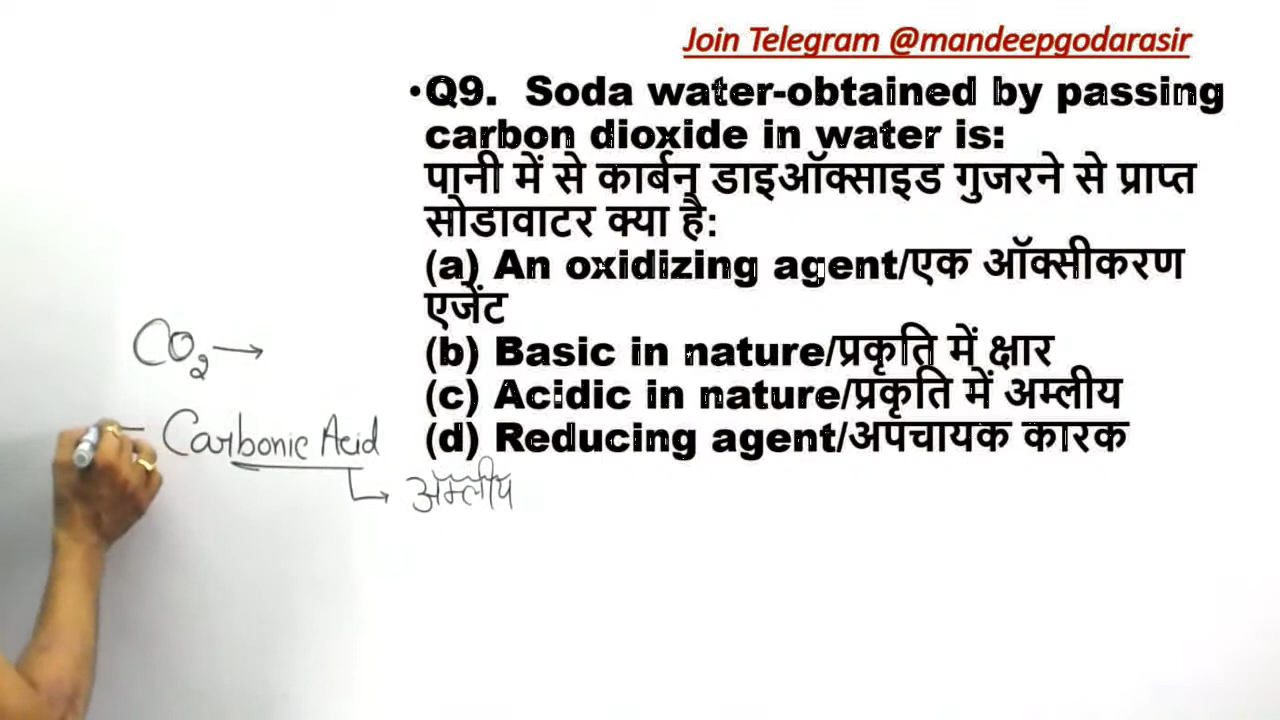 Join Telegram @mandeepgodarasir
•Q9. Soda water-obtained by passing
carbon dioxide in water is:
पानी में से कार्बन डाइऑक्साइड गुजरने से प्राप्त
सोडावाटर क्या है:
(a) An oxidizing agent/एक ऑक्सीकरण
एजेंट
(b) Basic in nature/प्रकृति में क्षार
(c) Acidic in nature/प्रकृति में अम्लीय
(d) Reducing agent/अपचायक कारक
CO₂ →
Carbonic Acid
→ अम्लीय